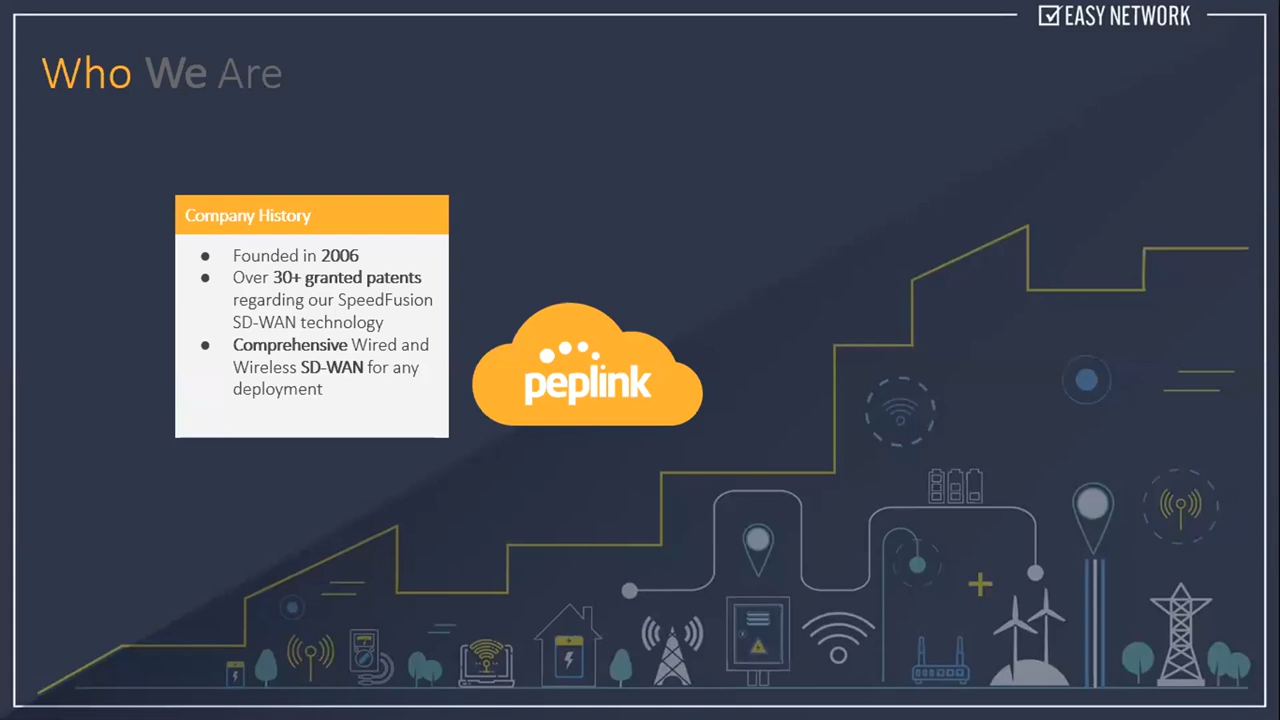 EASY NETWORK
Who We Are
Company History
● Founded in 2006
● Over 30+ granted patents
regarding our SpeedFusion
SD-WAN technology
● Comprehensive Wired and
Wireless SD-WAN for any
deployment
peplink